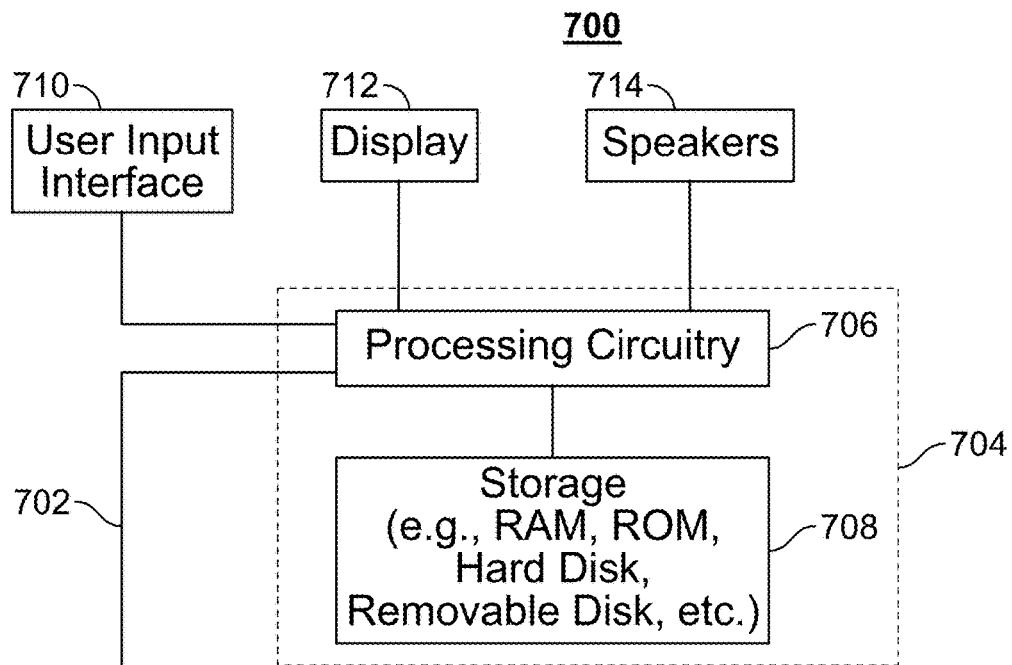 700
710
712
714
User Input
Interface
Display
Speakers
Processing Circuitry
706
704
702
Storage
(e.g., RAM, ROM,
Hard Disk,
Removable Disk, etc.)
708